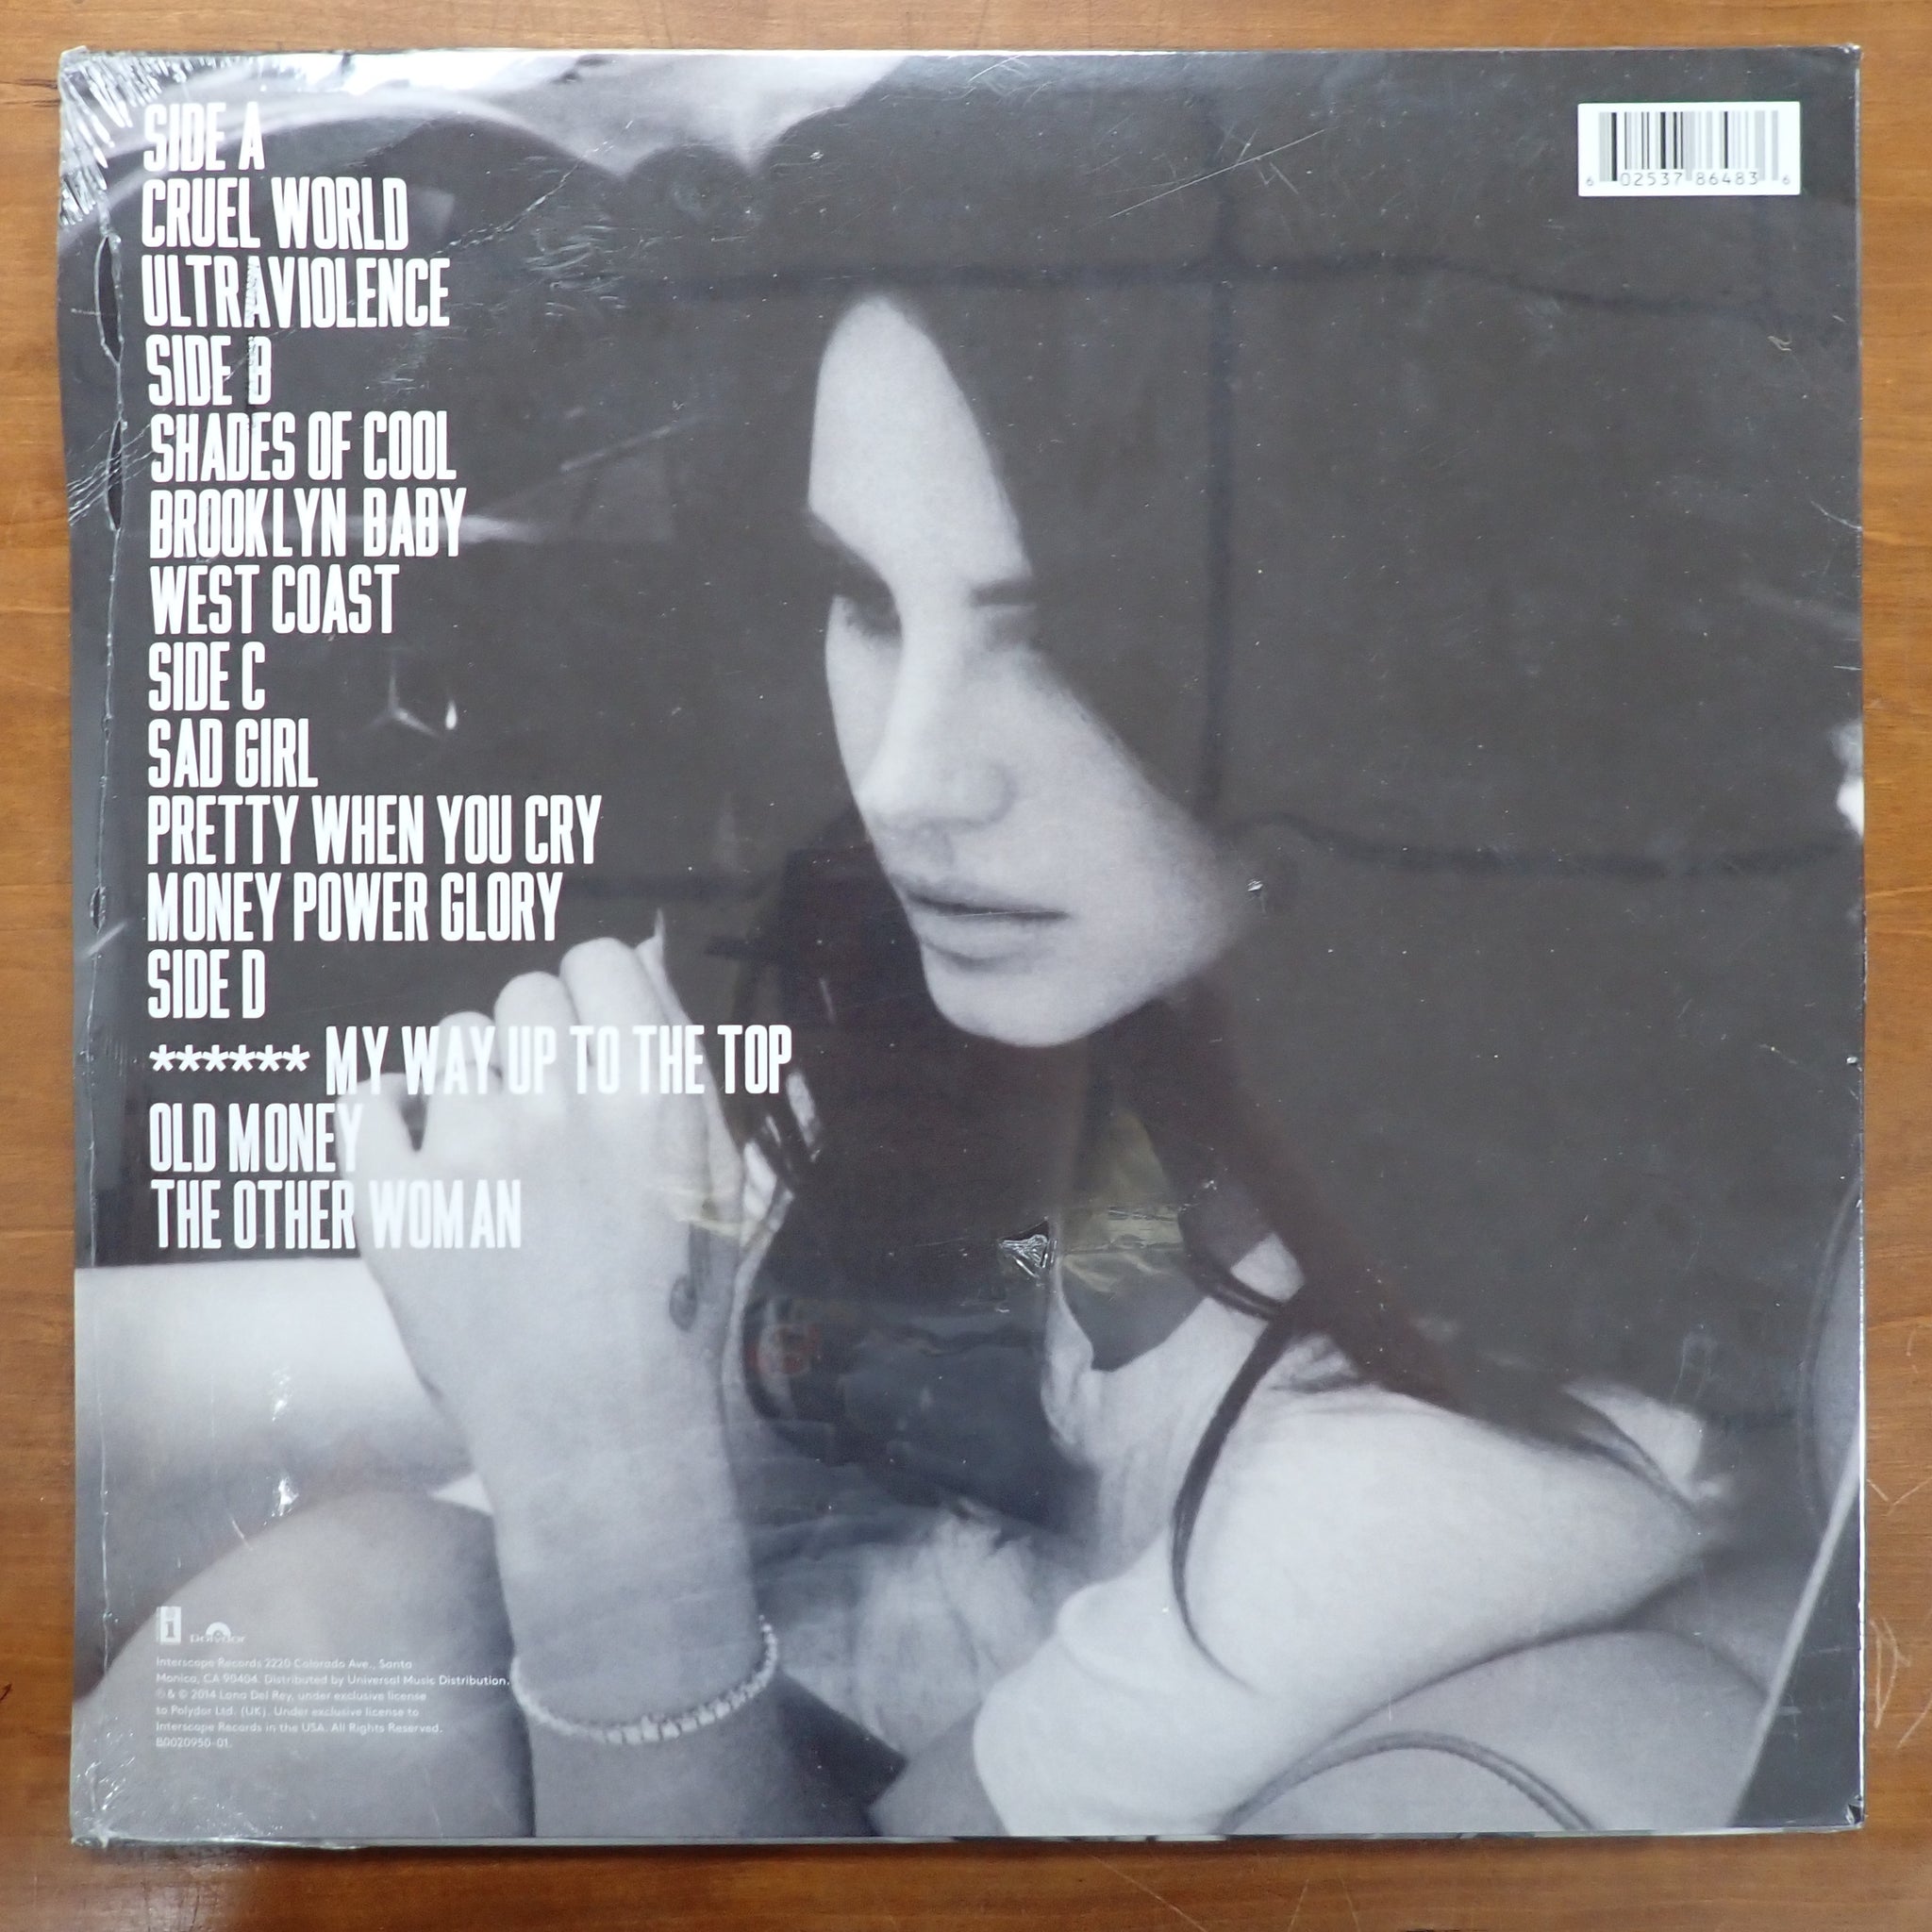 SIDE A
CRUEL WORLD
ULTRAVIOLENCE
SIDE B
SHADES OF COOL
BROOKLYN BABY
WEST COAST
SIDE C
SAD GIRL
PRETTY WHEN YOU CRY
MONEY POWER GLORY
SIDE D
****** MY WAY UP TO THE TOP
OLD MONEY
THE OTHER WOMAN
6 02537 86483 6
i polydor
Interscope Records 2220 Colorado Ave., Santa
Monica, CA 90404. Distributed by Universal Music Distribution.
℗ & © 2014 Lana Del Rey, under exclusive license
to Polydor Ltd. (UK). Under exclusive license to
Interscope Records in the USA. All Rights Reserved.
B0020950-01.